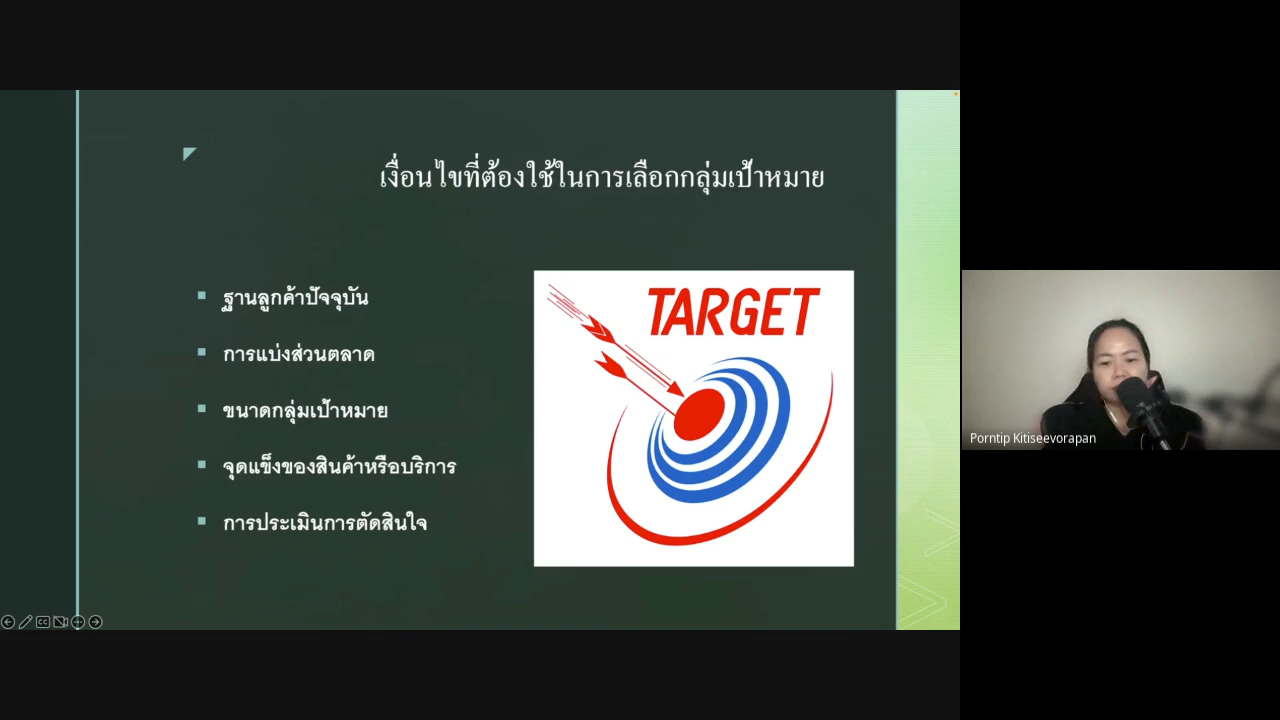 เงื่อนไขที่ต้องใช้ในการเลือกกลุ่มเป้าหมาย
ฐานลูกค้าปัจจุบัน
การแบ่งส่วนตลาด
ขนาดกลุ่มเป้าหมาย
จุดแข็งของสินค้าหรือบริการ
การประเมินการตัดสินใจ
TARGET
Porntip Kitiseevorapan